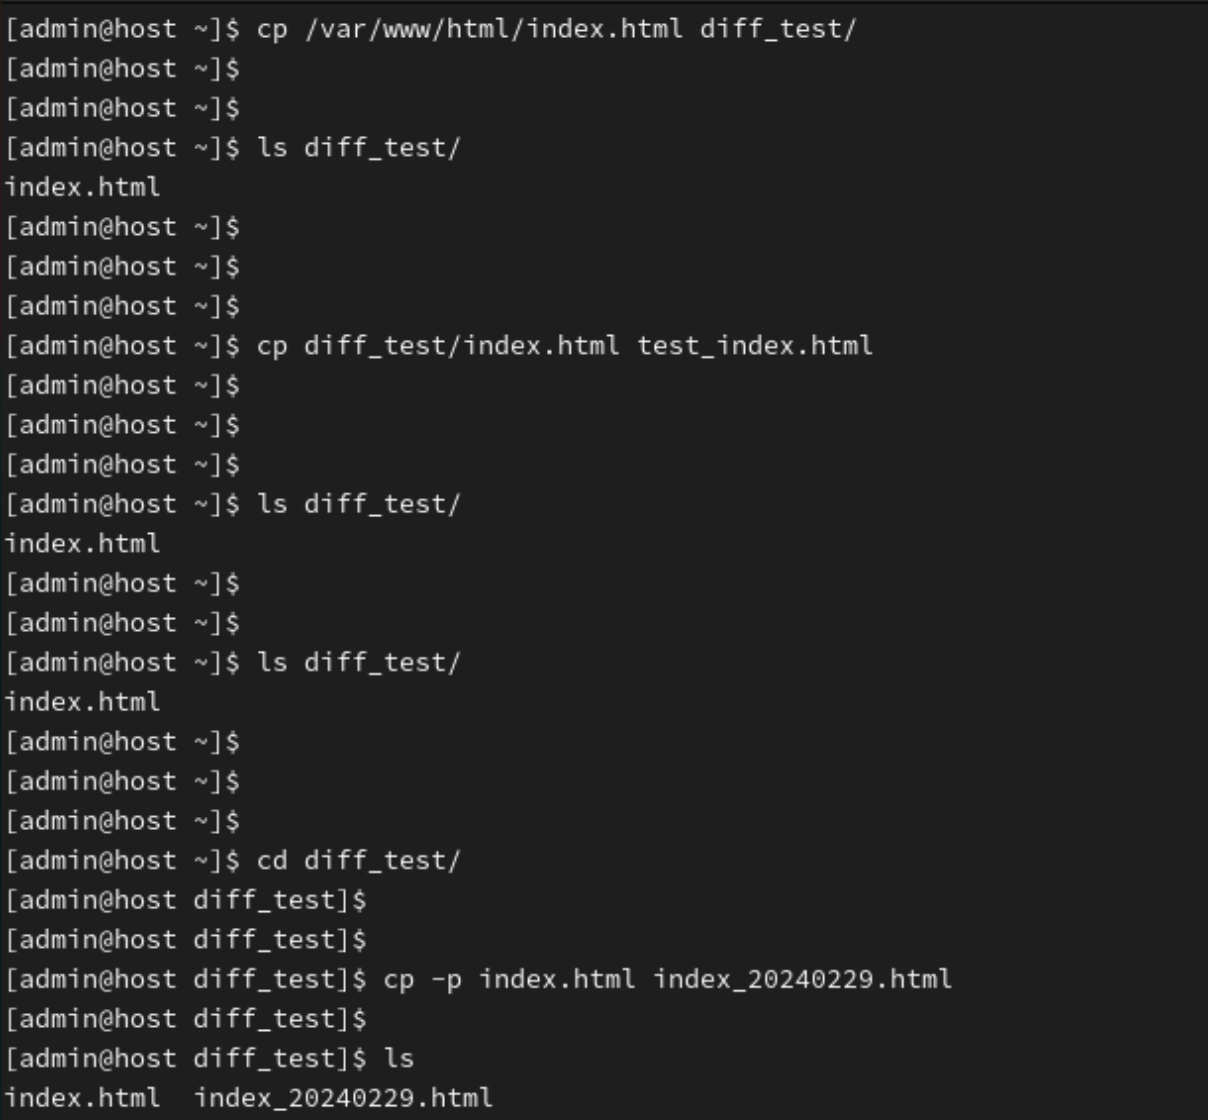 [admin@host ~]$ cp /var/www/html/index.html diff_test/
[admin@host ~]$
[admin@host ~]$
[admin@host ~]$ ls diff_test/
index.html
[admin@host ~]$
[admin@host ~]$
[admin@host ~]$
[admin@host ~]$ cp diff_test/index.html test_index.html
[admin@host ~]$
[admin@host ~]$
[admin@host ~]$
[admin@host ~]$ ls diff_test/
index.html
[admin@host ~]$
[admin@host ~]$
[admin@host ~]$ ls diff_test/
index.html
[admin@host ~]$
[admin@host ~]$
[admin@host ~]$
[admin@host ~]$ cd diff_test/
[admin@host diff_test]$
[admin@host diff_test]$
[admin@host diff_test]$ cp -p index.html index_20240229.html
[admin@host diff_test]$
[admin@host diff_test]$ ls
index.html  index_20240229.html